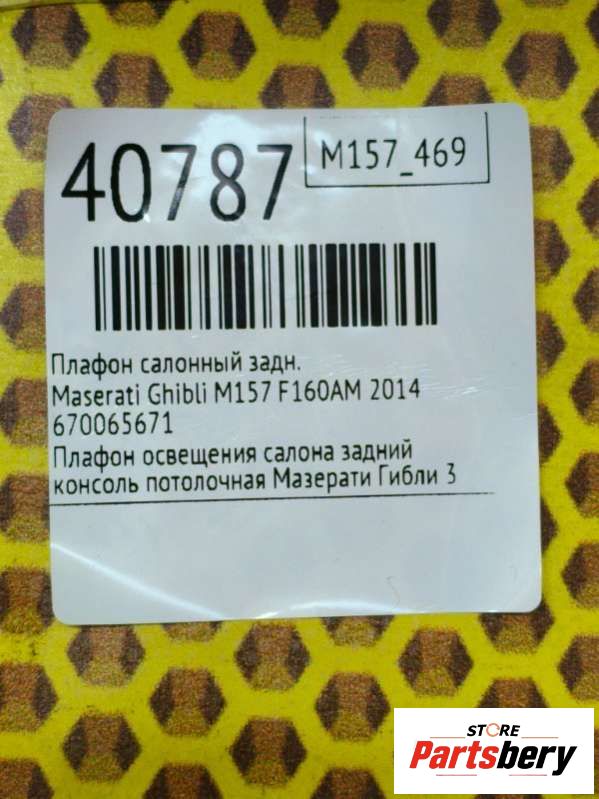 40787
M157_469
Плафон салонный задн.
Maserati Ghibli M157 F160AM 2014
670065671
Плафон освещения салона задний
консоль потолочная Мазерати Гибли 3
STORE
Partsbery